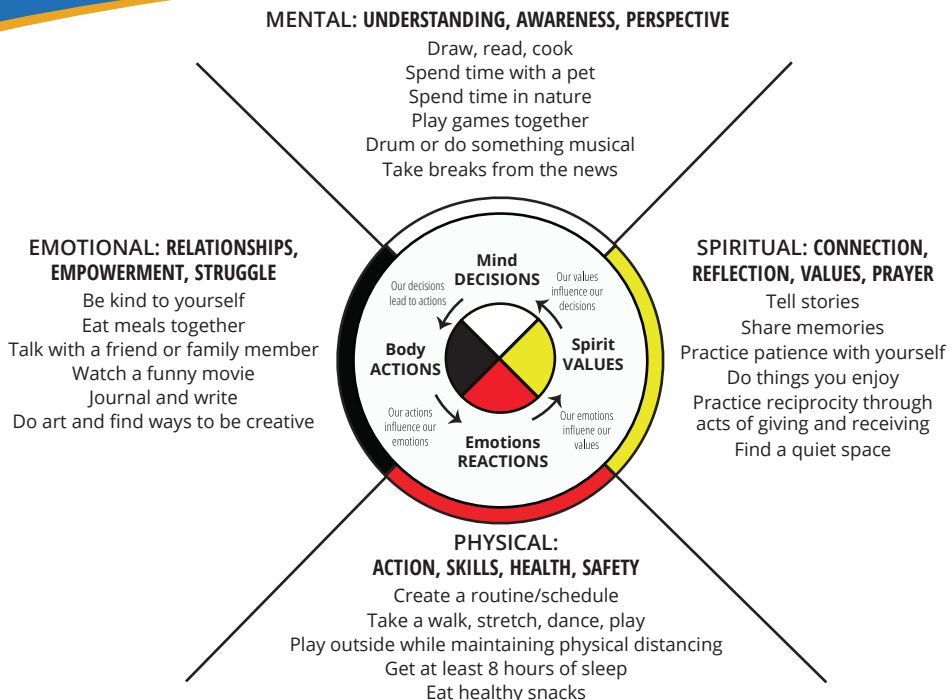 MENTAL: UNDERSTANDING, AWARENESS, PERSPECTIVE
Draw, read, cook
Spend time with a pet
Spend time in nature
Play games together
Drum or do something musical
Take breaks from the news
EMOTIONAL: RELATIONSHIPS,
EMPOWERMENT, STRUGGLE
Be kind to yourself
Eat meals together
Talk with a friend or family member
Watch a funny movie
Journal and write
Do art and find ways to be creative
Mind
DECISIONS
Our decisions
lead to actions
Our values
influence our
decisions
Body
ACTIONS
Spirit
VALUES
Our actions
influence our
emotions
Our emotions
influene our
values
Emotions
REACTIONS
SPIRITUAL: CONNECTION,
REFLECTION, VALUES, PRAYER
Tell stories
Share memories
Practice patience with yourself
Do things you enjoy
Practice reciprocity through
acts of giving and receiving
Find a quiet space
PHYSICAL:
ACTION, SKILLS, HEALTH, SAFETY
Create a routine/schedule
Take a walk, stretch, dance, play
Play outside while maintaining physical distancing
Get at least 8 hours of sleep
Eat healthy snacks